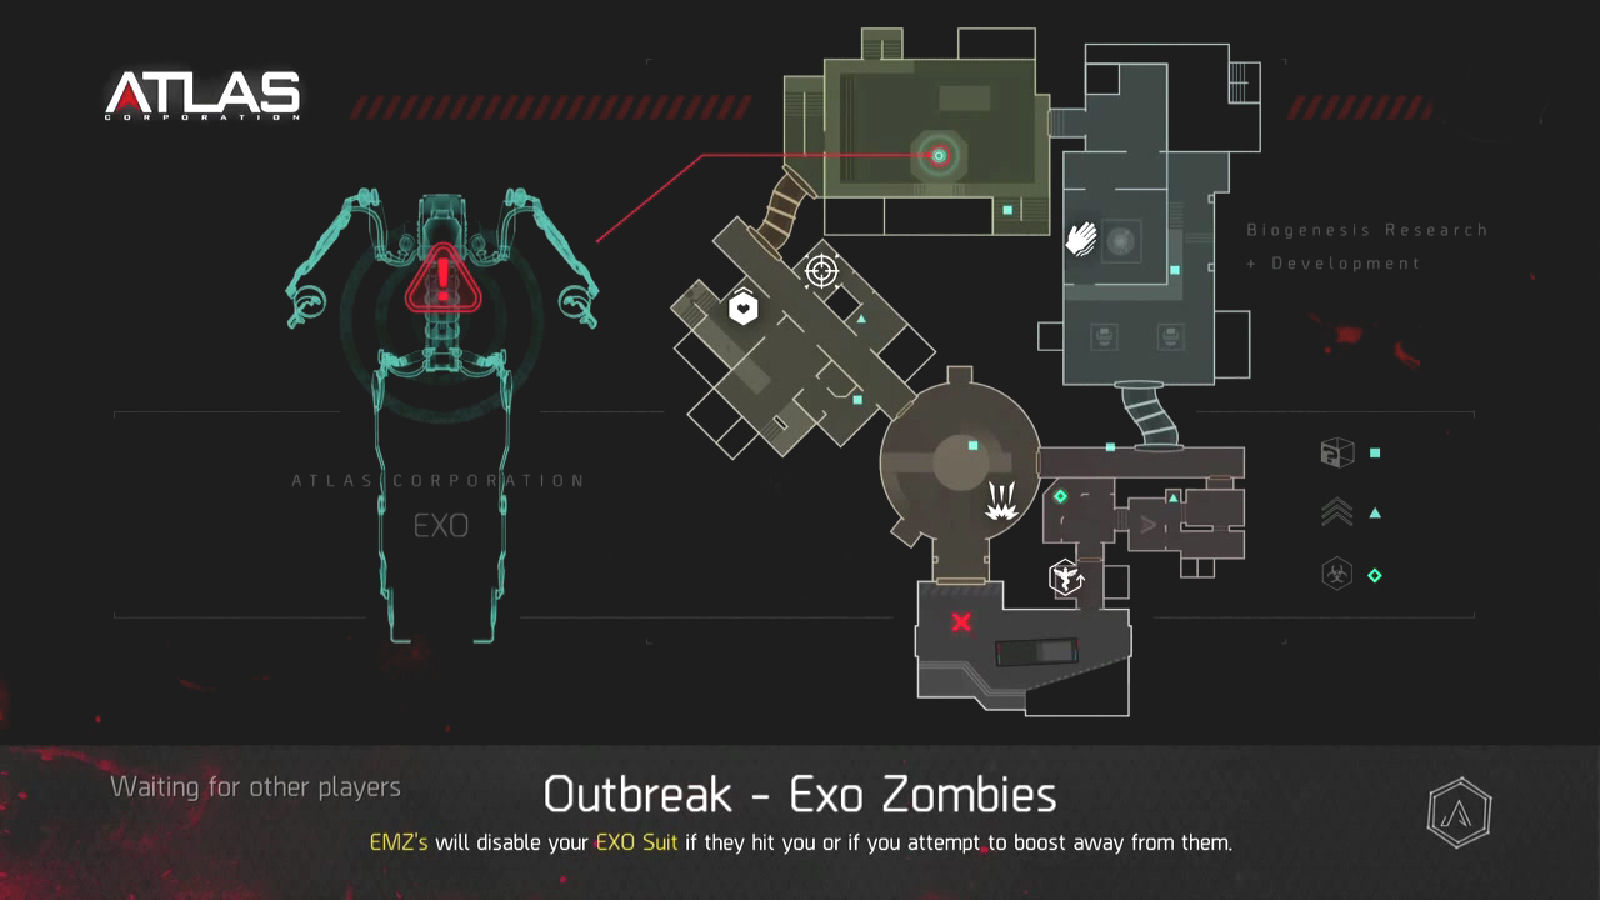 ATLAS
CORPORATION
Biogenesis Research
+ Development
ATLAS CORPORATION
EXO
Waiting for other players
Outbreak - Exo Zombies
EMZ's will disable your EXO Suit if they hit you or if you attempt to boost away from them.